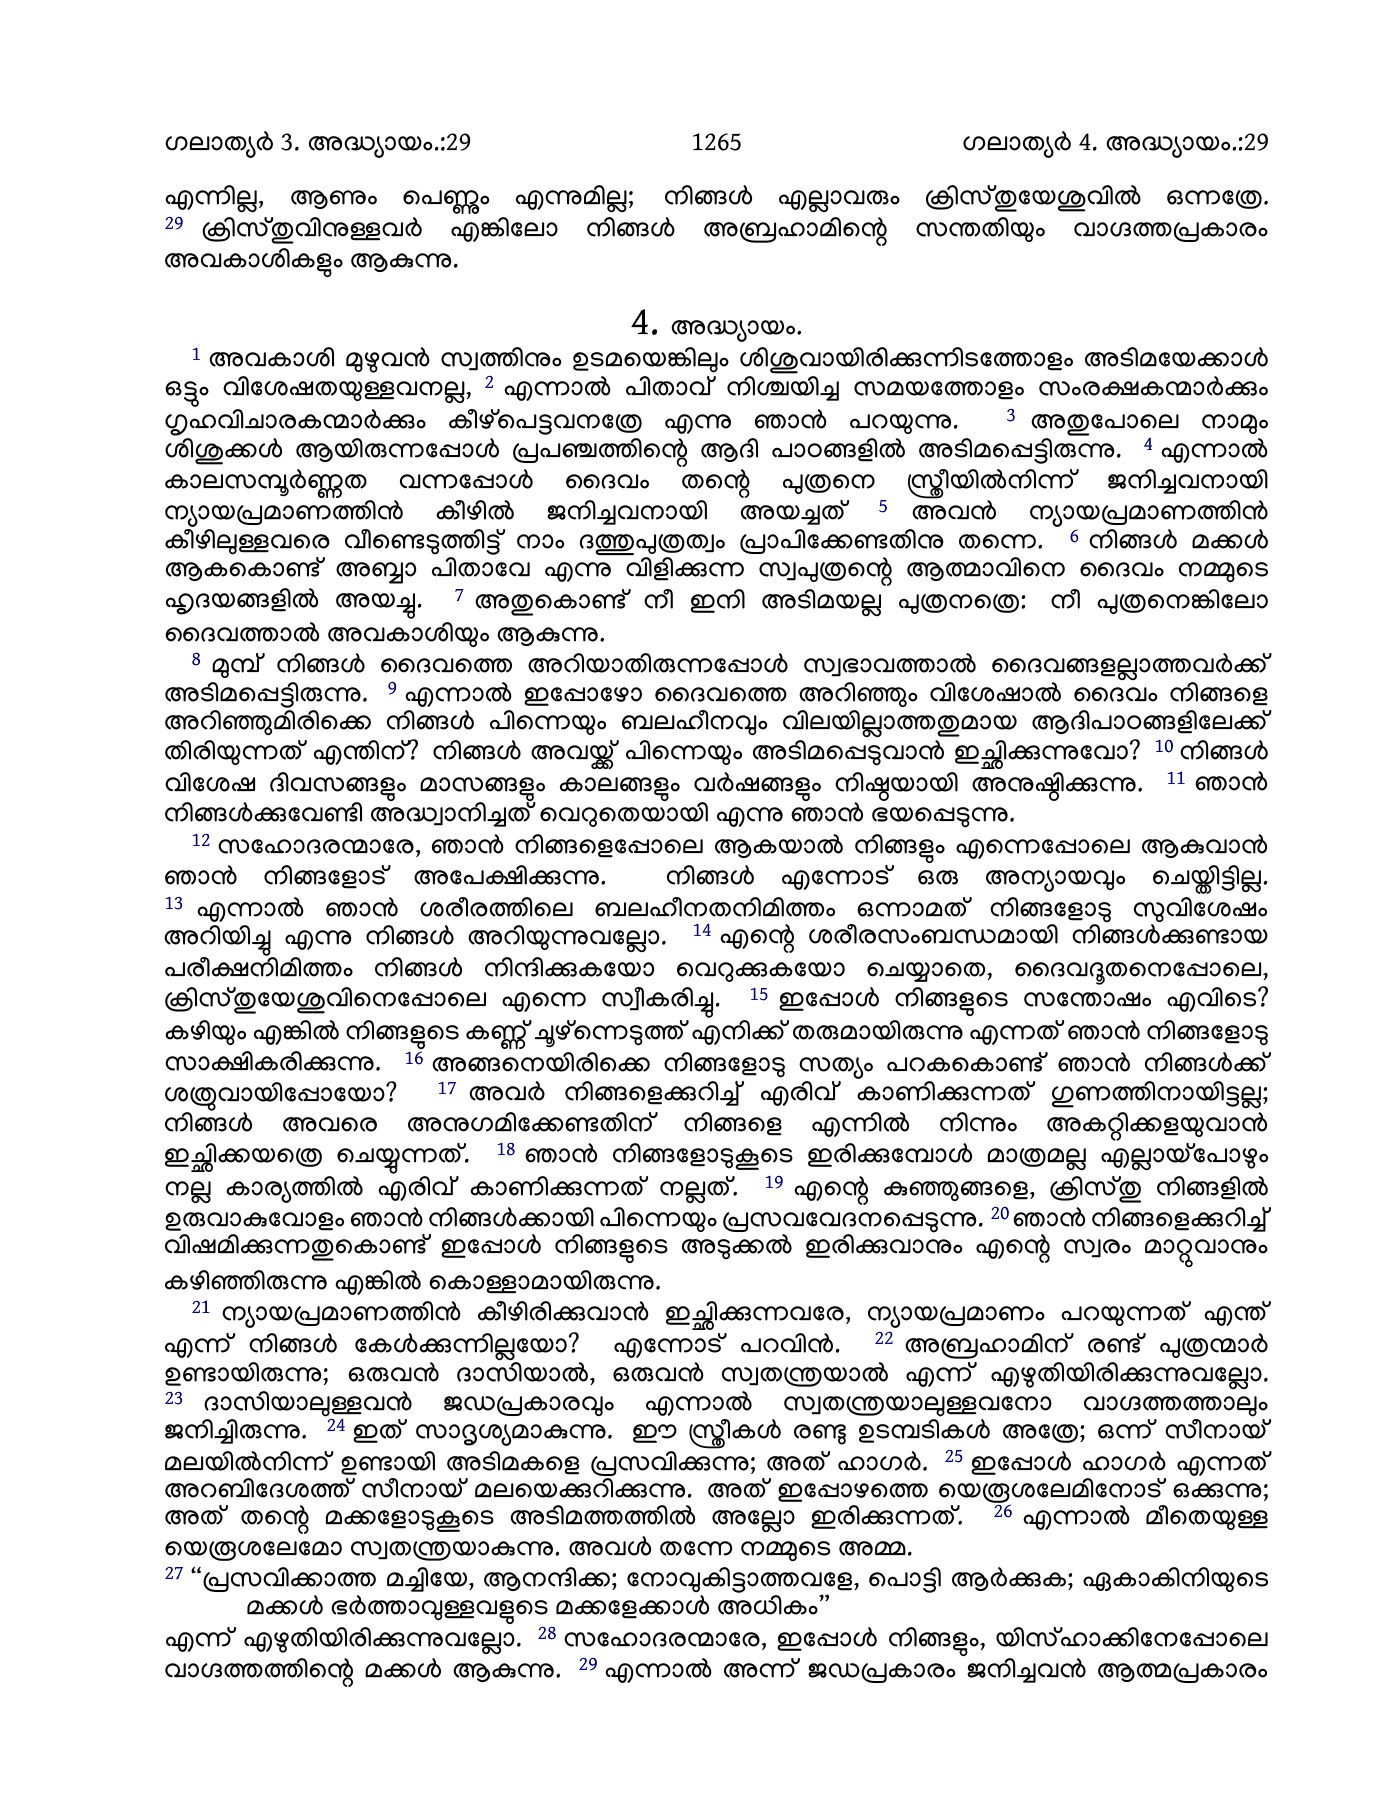 ഗലാത്യർ 3. അദ്ധ്യായം.:29 1265 ഗലാത്യർ 4. അദ്ധ്യായം.:29
എന്നില്ല, ആണും പെണ്ണും എന്നുമില്ല; നിങ്ങൾ എല്ലാവരും ക്രിസ്തുയേശുവിൽ ഒന്നത്രേ.
29 ക്രിസ്തുവിനുള്ളവർ എങ്കിലോ നിങ്ങൾ അബ്രഹാമിന്റെ സന്തതിയും വാഗ്ദത്തപ്രകാരം
അവകാശികളും ആകുന്നു.
4. അദ്ധ്യായം.
1 അവകാശി മുഴുവൻ സ്വത്തിനും ഉടമയെങ്കിലും ശിശുവായിരിക്കുന്നിടത്തോളം അടിമയേക്കാൾ
ഒട്ടും വിശേഷതയുള്ളവനല്ല, 2 എന്നാൽ പിതാവ് നിശ്ചയിച്ച സമയത്തോളം സംരക്ഷകന്മാർക്കും
ഗൃഹവിചാരകന്മാർക്കും കീഴ്പെട്ടവനത്രേ എന്നു ഞാൻ പറയുന്നു. 3 അതുപോലെ നാമും
ശിശുക്കൾ ആയിരുന്നപ്പോൾ പ്രപഞ്ചത്തിന്റെ ആദി പാഠങ്ങളിൽ അടിമപ്പെട്ടിരുന്നു. 4 എന്നാൽ
കാലസമ്പൂർണ്ണത വന്നപ്പോൾ ദൈവം തന്റെ പുത്രനെ സ്ത്രീയിൽനിന്ന് ജനിച്ചവനായി
ന്യായപ്രമാണത്തിൻ കീഴിൽ ജനിച്ചവനായി അയച്ചത് 5 അവൻ ന്യായപ്രമാണത്തിൻ
കീഴിലുള്ളവരെ വീണ്ടെടുത്തിട്ട് നാം ദത്തുപുത്രത്വം പ്രാപിക്കേണ്ടതിനു തന്നെ. 6 നിങ്ങൾ മക്കൾ
ആകകൊണ്ട് അബ്ബാ പിതാവേ എന്നു വിളിക്കുന്ന സ്വപുത്രന്റെ ആത്മാവിനെ ദൈവം നമ്മുടെ
ഹൃദയങ്ങളിൽ അയച്ചു. 7 അതുകൊണ്ട് നീ ഇനി അടിമയല്ല പുത്രനത്രെ: നീ പുത്രനെങ്കിലോ
ദൈവത്താൽ അവകാശിയും ആകുന്നു.
8 മുമ്പ് നിങ്ങൾ ദൈവത്തെ അറിയാതിരുന്നപ്പോൾ സ്വഭാവത്താൽ ദൈവങ്ങളല്ലാത്തവർക്ക്
അടിമപ്പെട്ടിരുന്നു. 9 എന്നാൽ ഇപ്പോഴോ ദൈവത്തെ അറിഞ്ഞും വിശേഷാൽ ദൈവം നിങ്ങളെ
അറിഞ്ഞുമിരിക്കെ നിങ്ങൾ പിന്നെയും ബലഹീനവും വിലയില്ലാത്തതുമായ ആദിപാഠങ്ങളിലേക്ക്
തിരിയുന്നത് എന്തിന്? നിങ്ങൾ അവയ്ക്ക് പിന്നെയും അടിമപ്പെടുവാൻ ഇച്ഛിക്കുന്നുവോ? 10 നിങ്ങൾ
വിശേഷ ദിവസങ്ങളും മാസങ്ങളും കാലങ്ങളും വർഷങ്ങളും നിഷ്ഠയായി അനുഷ്ഠിക്കുന്നു. 11 ഞാൻ
നിങ്ങൾക്കുവേണ്ടി അദ്ധ്വാനിച്ചത് വെറുതെയായി എന്നു ഞാൻ ഭയപ്പെടുന്നു.
12 സഹോദരന്മാരേ, ഞാൻ നിങ്ങളെപ്പോലെ ആകയാൽ നിങ്ങളും എന്നെപ്പോലെ ആകുവാൻ
ഞാൻ നിങ്ങളോട് അപേക്ഷിക്കുന്നു. നിങ്ങൾ എന്നോട് ഒരു അന്യായവും ചെയ്തിട്ടില്ല.
13 എന്നാൽ ഞാൻ ശരീരത്തിലെ ബലഹീനതനിമിത്തം ഒന്നാമത് നിങ്ങളോടു സുവിശേഷം
അറിയിച്ചു എന്നു നിങ്ങൾ അറിയുന്നുവല്ലോ. 14 എന്റെ ശരീരസംബന്ധമായി നിങ്ങൾക്കുണ്ടായ
പരീക്ഷനിമിത്തം നിങ്ങൾ നിന്ദിക്കുകയോ വെറുക്കുകയോ ചെയ്യാതെ, ദൈവദൂതനെപ്പോലെ,
ക്രിസ്തുയേശുവിനെപ്പോലെ എന്നെ സ്വീകരിച്ചു. 15 ഇപ്പോൾ നിങ്ങളുടെ സന്തോഷം എവിടെ?
കഴിയും എങ്കിൽ നിങ്ങളുടെ കണ്ണ് ചൂഴ്ന്നെടുത്ത് എനിക്ക് തരുമായിരുന്നു എന്നത് ഞാൻ നിങ്ങളോടു
സാക്ഷികരിക്കുന്നു. 16 അങ്ങനെയിരിക്കെ നിങ്ങളോടു സത്യം പറകകൊണ്ട് ഞാൻ നിങ്ങൾക്ക്
ശത്രുവായിപ്പോയോ? 17 അവർ നിങ്ങളെക്കുറിച്ച് എരിവ് കാണിക്കുന്നത് ഗുണത്തിനായിട്ടല്ല;
നിങ്ങൾ അവരെ അനുഗമിക്കേണ്ടതിന് നിങ്ങളെ എന്നിൽ നിന്നും അകറ്റിക്കളയുവാൻ
ഇച്ഛിക്കയത്രെ ചെയ്യുന്നത്. 18 ഞാൻ നിങ്ങളോടുകൂടെ ഇരിക്കുമ്പോൾ മാത്രമല്ല എല്ലായ്പോഴും
നല്ല കാര്യത്തിൽ എരിവ് കാണിക്കുന്നത് നല്ലത്. 19 എന്റെ കുഞ്ഞുങ്ങളെ, ക്രിസ്തു നിങ്ങളിൽ
ഉരുവാകുവോളം ഞാൻ നിങ്ങൾക്കായി പിന്നെയും പ്രസവവേദനപ്പെടുന്നു. 20 ഞാൻ നിങ്ങളെക്കുറിച്ച്
വിഷമിക്കുന്നതുകൊണ്ട് ഇപ്പോൾ നിങ്ങളുടെ അടുക്കൽ ഇരിക്കുവാനും എന്റെ സ്വരം മാറ്റുവാനും
കഴിഞ്ഞിരുന്നു എങ്കിൽ കൊള്ളാമായിരുന്നു.
21 ന്യായപ്രമാണത്തിൻ കീഴിരിക്കുവാൻ ഇച്ഛിക്കുന്നവരേ, ന്യായപ്രമാണം പറയുന്നത് എന്ത്
എന്ന് നിങ്ങൾ കേൾക്കുന്നില്ലയോ? എന്നോട് പറവിൻ. 22 അബ്രഹാമിന് രണ്ട് പുത്രന്മാർ
ഉണ്ടായിരുന്നു; ഒരുവൻ ദാസിയാൽ, ഒരുവൻ സ്വതന്ത്രയാൽ എന്ന് എഴുതിയിരിക്കുന്നുവല്ലോ.
23 ദാസിയാലുള്ളവൻ ജഡപ്രകാരവും എന്നാൽ സ്വതന്ത്രയാലുള്ളവനോ വാഗ്ദത്തത്താലും
ജനിച്ചിരുന്നു. 24 ഇത് സാദൃശ്യമാകുന്നു. ഈ സ്ത്രീകൾ രണ്ടു ഉടമ്പടികൾ അത്രേ; ഒന്ന് സീനായ്
മലയിൽനിന്ന് ഉണ്ടായി അടിമകളെ പ്രസവിക്കുന്നു; അത് ഹാഗർ. 25 ഇപ്പോൾ ഹാഗർ എന്നത്
അറബിദേശത്ത് സീനായ് മലയെക്കുറിക്കുന്നു. അത് ഇപ്പോഴത്തെ യെരൂശലേമിനോട് ഒക്കുന്നു;
അത് തന്റെ മക്കളോടുകൂടെ അടിമത്തത്തിൽ അല്ലോ ഇരിക്കുന്നത്. 26 എന്നാൽ മീതെയുള്ള
യെരൂശലേമോ സ്വതന്ത്രയാകുന്നു. അവൾ തന്നേ നമ്മുടെ അമ്മ.
27 “പ്രസവിക്കാത്ത മച്ചിയേ, ആനന്ദിക്ക; നോവുകിട്ടാത്തവളേ, പൊട്ടി ആർക്കുക; ഏകാകിനിയുടെ
മക്കൾ ഭർത്താവുള്ളവളുടെ മക്കളേക്കാൾ അധികം”
എന്ന് എഴുതിയിരിക്കുന്നുവല്ലോ. 28 സഹോദരന്മാരേ, ഇപ്പോൾ നിങ്ങളും, യിസ്ഹാക്കിനേപ്പോലെ
വാഗ്ദത്തത്തിന്റെ മക്കൾ ആകുന്നു. 29 എന്നാൽ അന്ന് ജഡപ്രകാരം ജനിച്ചവൻ ആത്മപ്രകാരം